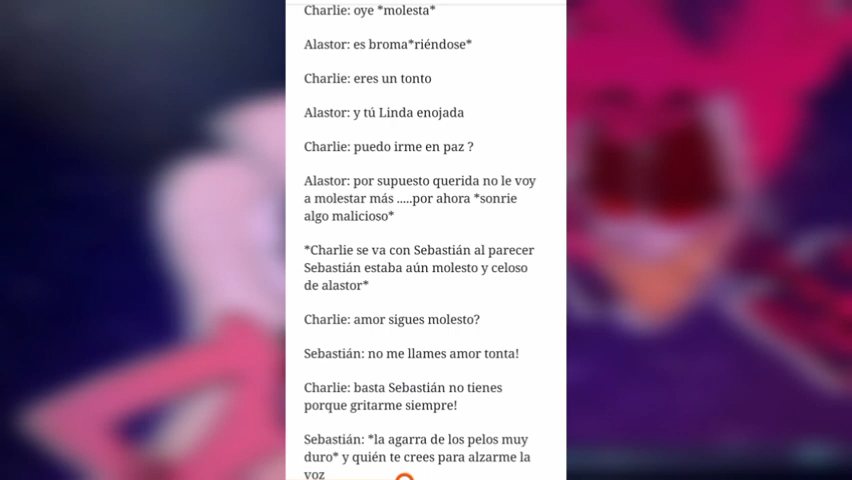 Charlie: oye *molesta*
Alastor: es broma*riéndose*
Charlie: eres un tonto
Alastor: y tú Linda enojada
Charlie: puedo irme en paz ?
Alastor: por supuesto querida no le voy
a molestar más .....por ahora *sonrie
algo malicioso*
*Charlie se va con Sebastián al parecer
Sebastián estaba aún molesto y celoso
de alastor*
Charlie: amor sigues molesto?
Sebastián: no me llames amor tonta!
Charlie: basta Sebastián no tienes
porque gritarme siempre!
Sebastián: *la agarra de los pelos muy
duro* y quién te crees para alzarme la
voz